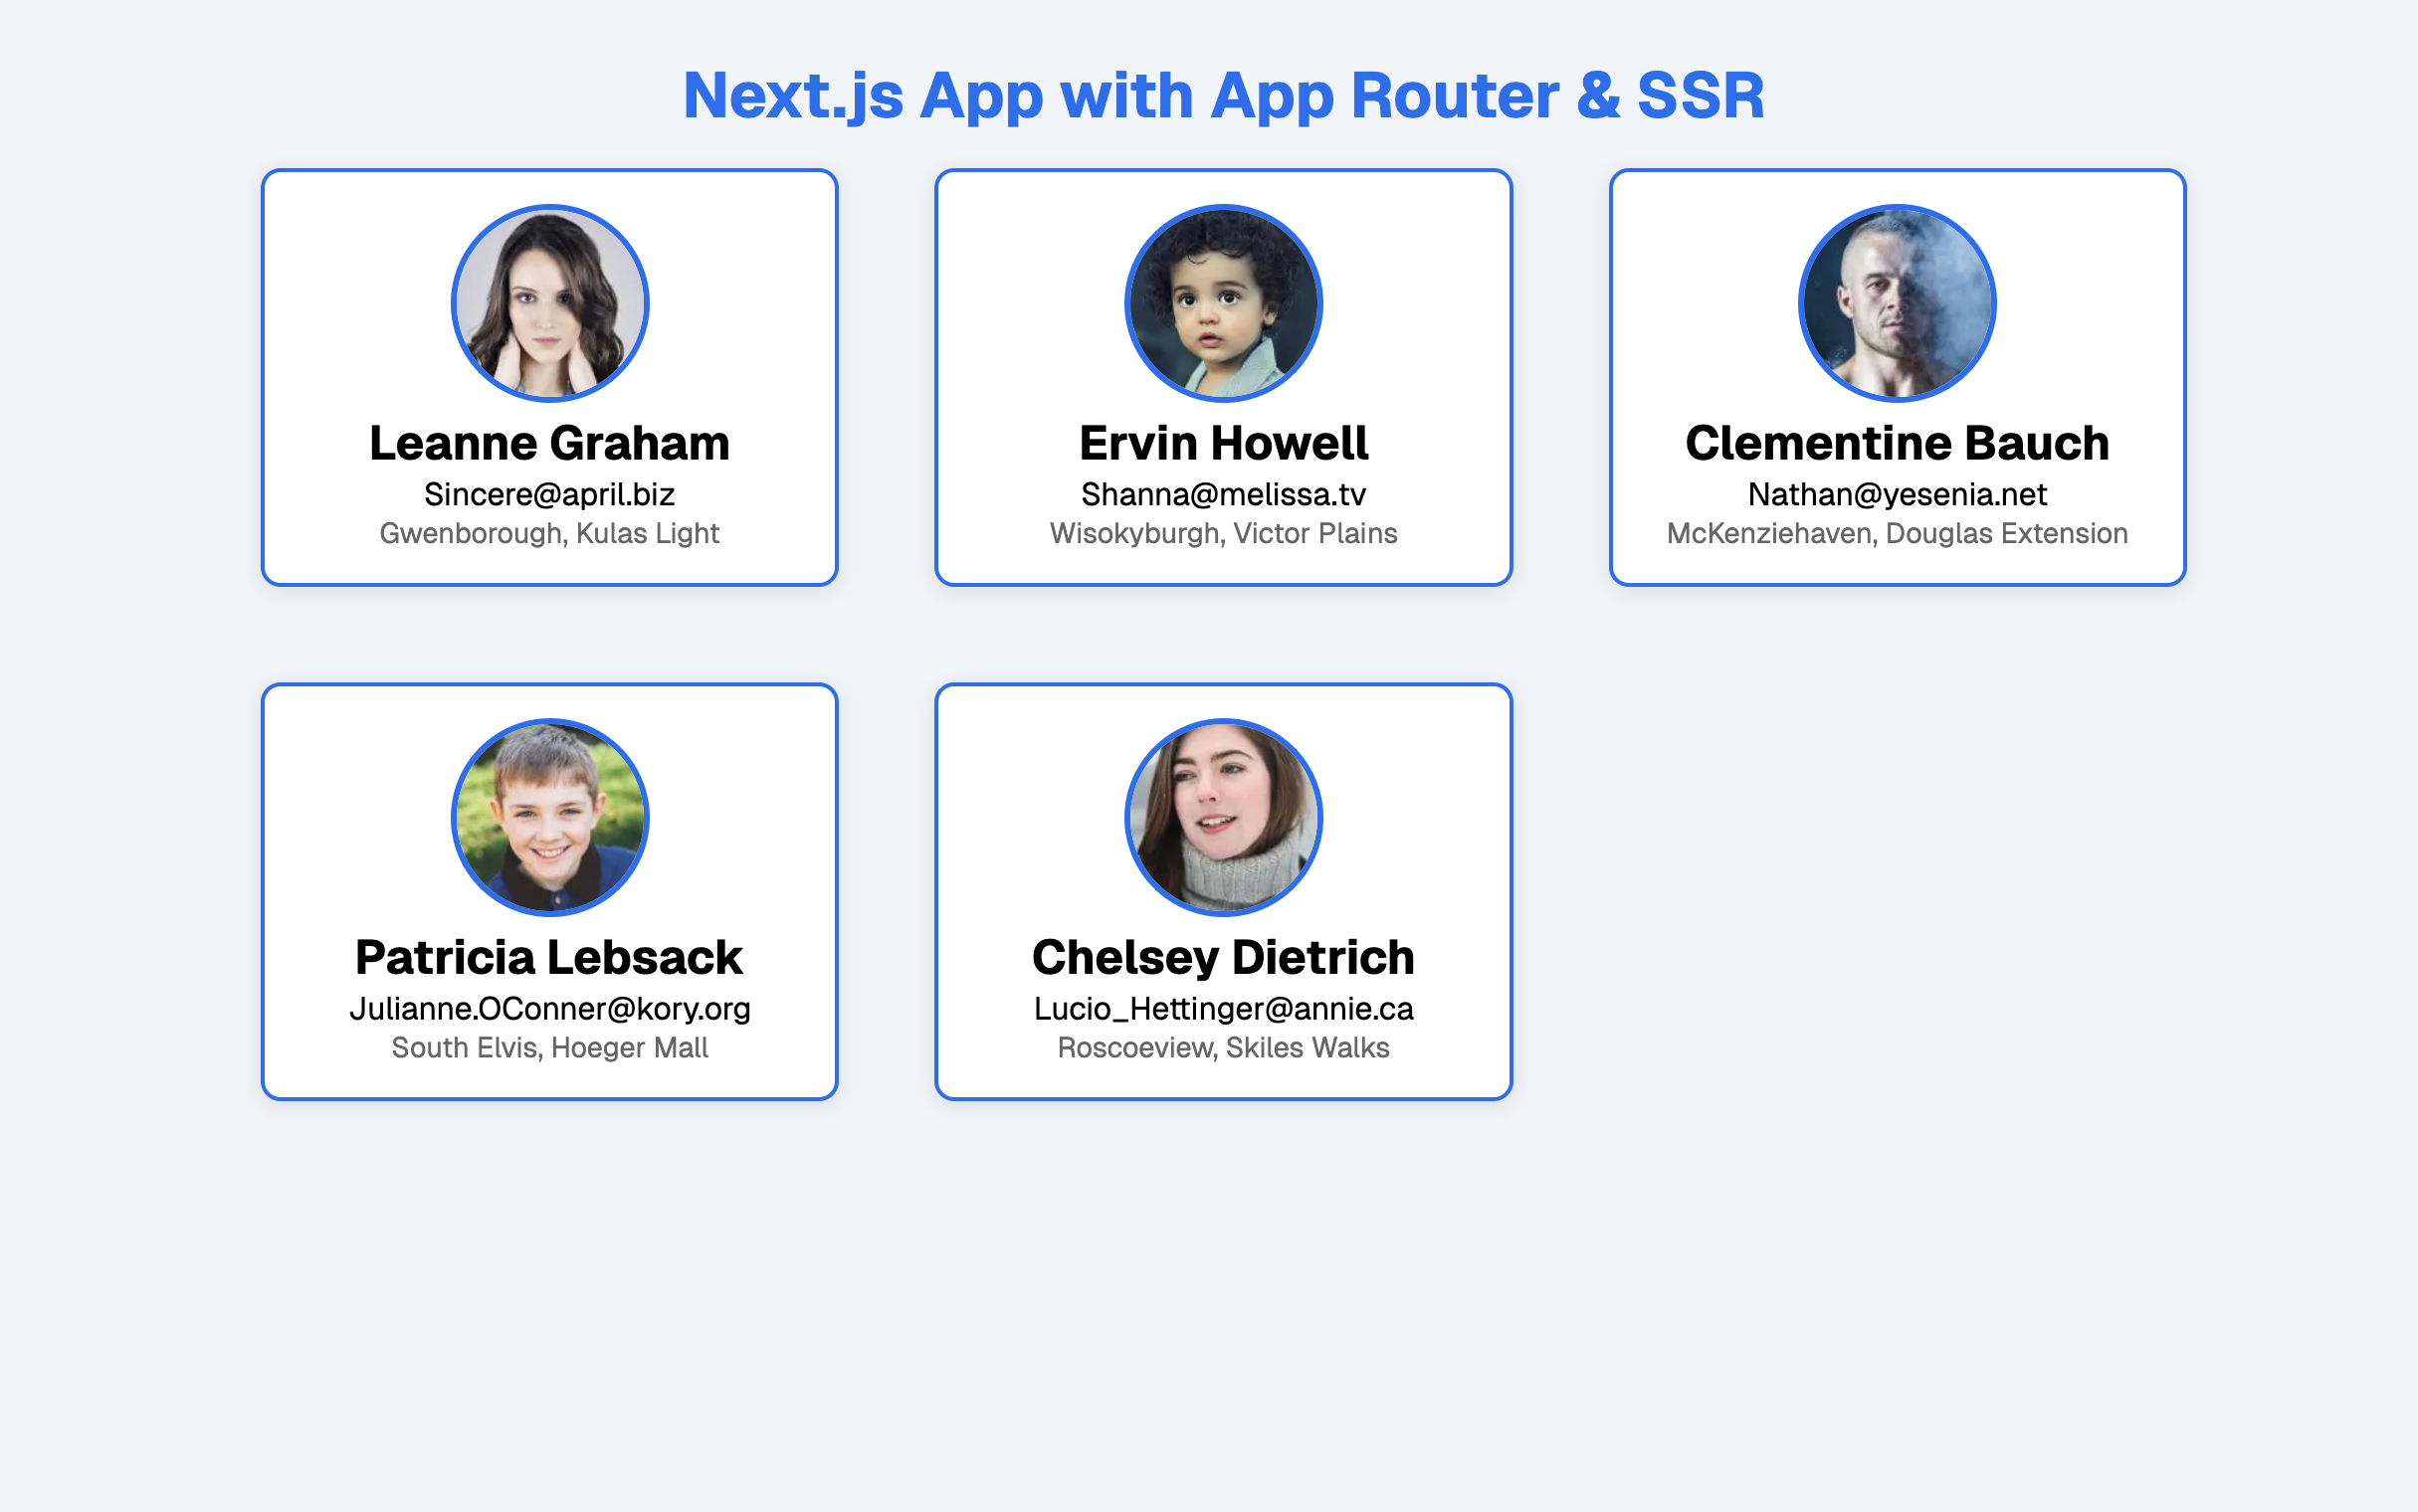 Next.js App with App Router & SSR
Leanne Graham
Sincere@april.biz
Gwenborough, Kulas Light
Ervin Howell
Shanna@melissa.tv
Wisokyburgh, Victor Plains
Clementine Bauch
Nathan@yesenia.net
McKenziehaven, Douglas Extension
Patricia Lebsack
Julianne.OConner@kory.org
South Elvis, Hoeger Mall
Chelsey Dietrich
Lucio_Hettinger@annie.ca
Roscoeview, Skiles Walks